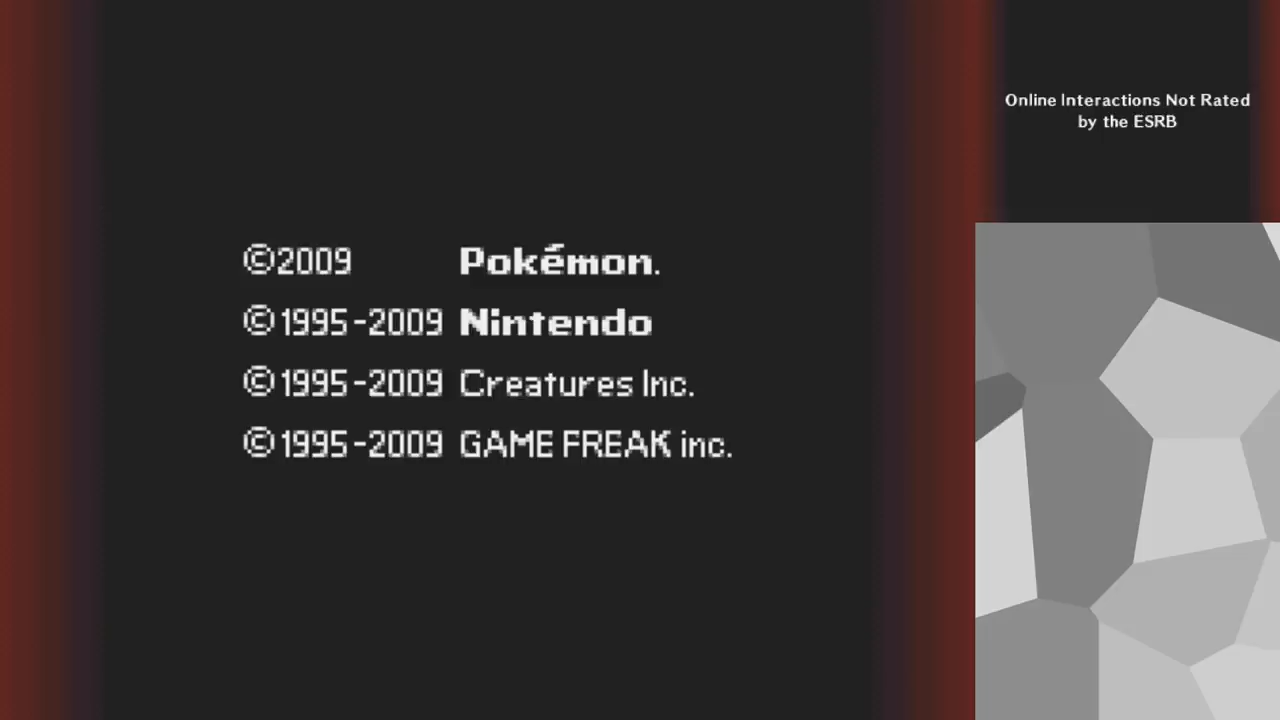 ©2009 Pokémon.
©1995-2009 Nintendo
©1995-2009 Creatures Inc.
©1995-2009 GAME FREAK inc.
Online Interactions Not Rated
by the ESRB